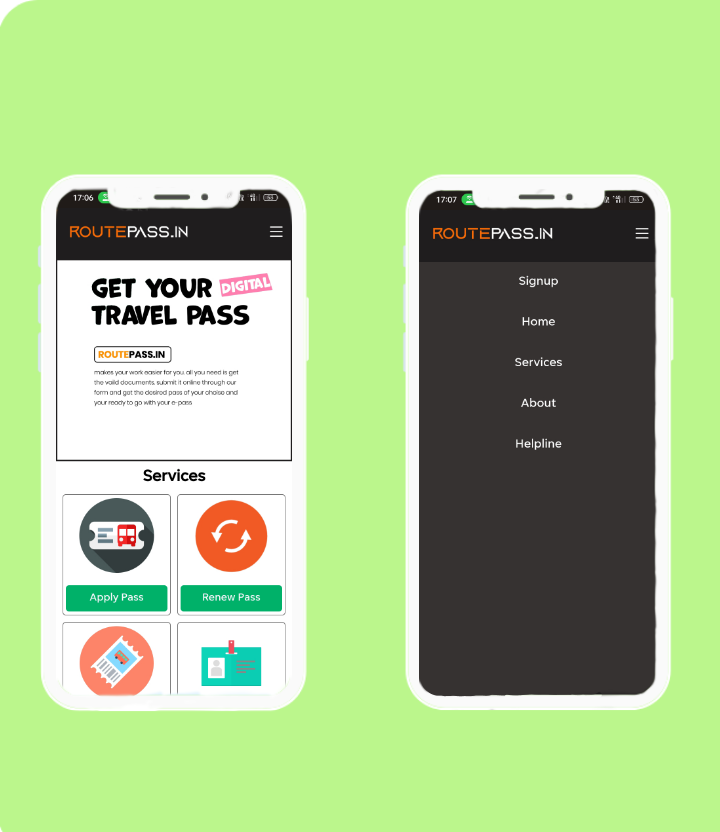 17:06
ROUTEPASS.IN
GET YOUR DIGITAL
TRAVEL PASS
ROUTEPASS.IN
makes your work easier for you, all you need is get
the vaild documents, submit it online through our
form and get the desired pass of your choise and
your ready to go with your e-pass
Services
Apply Pass
Renew Pass
17:07
ROUTEPASS.IN
Signup
Home
Services
About
Helpline